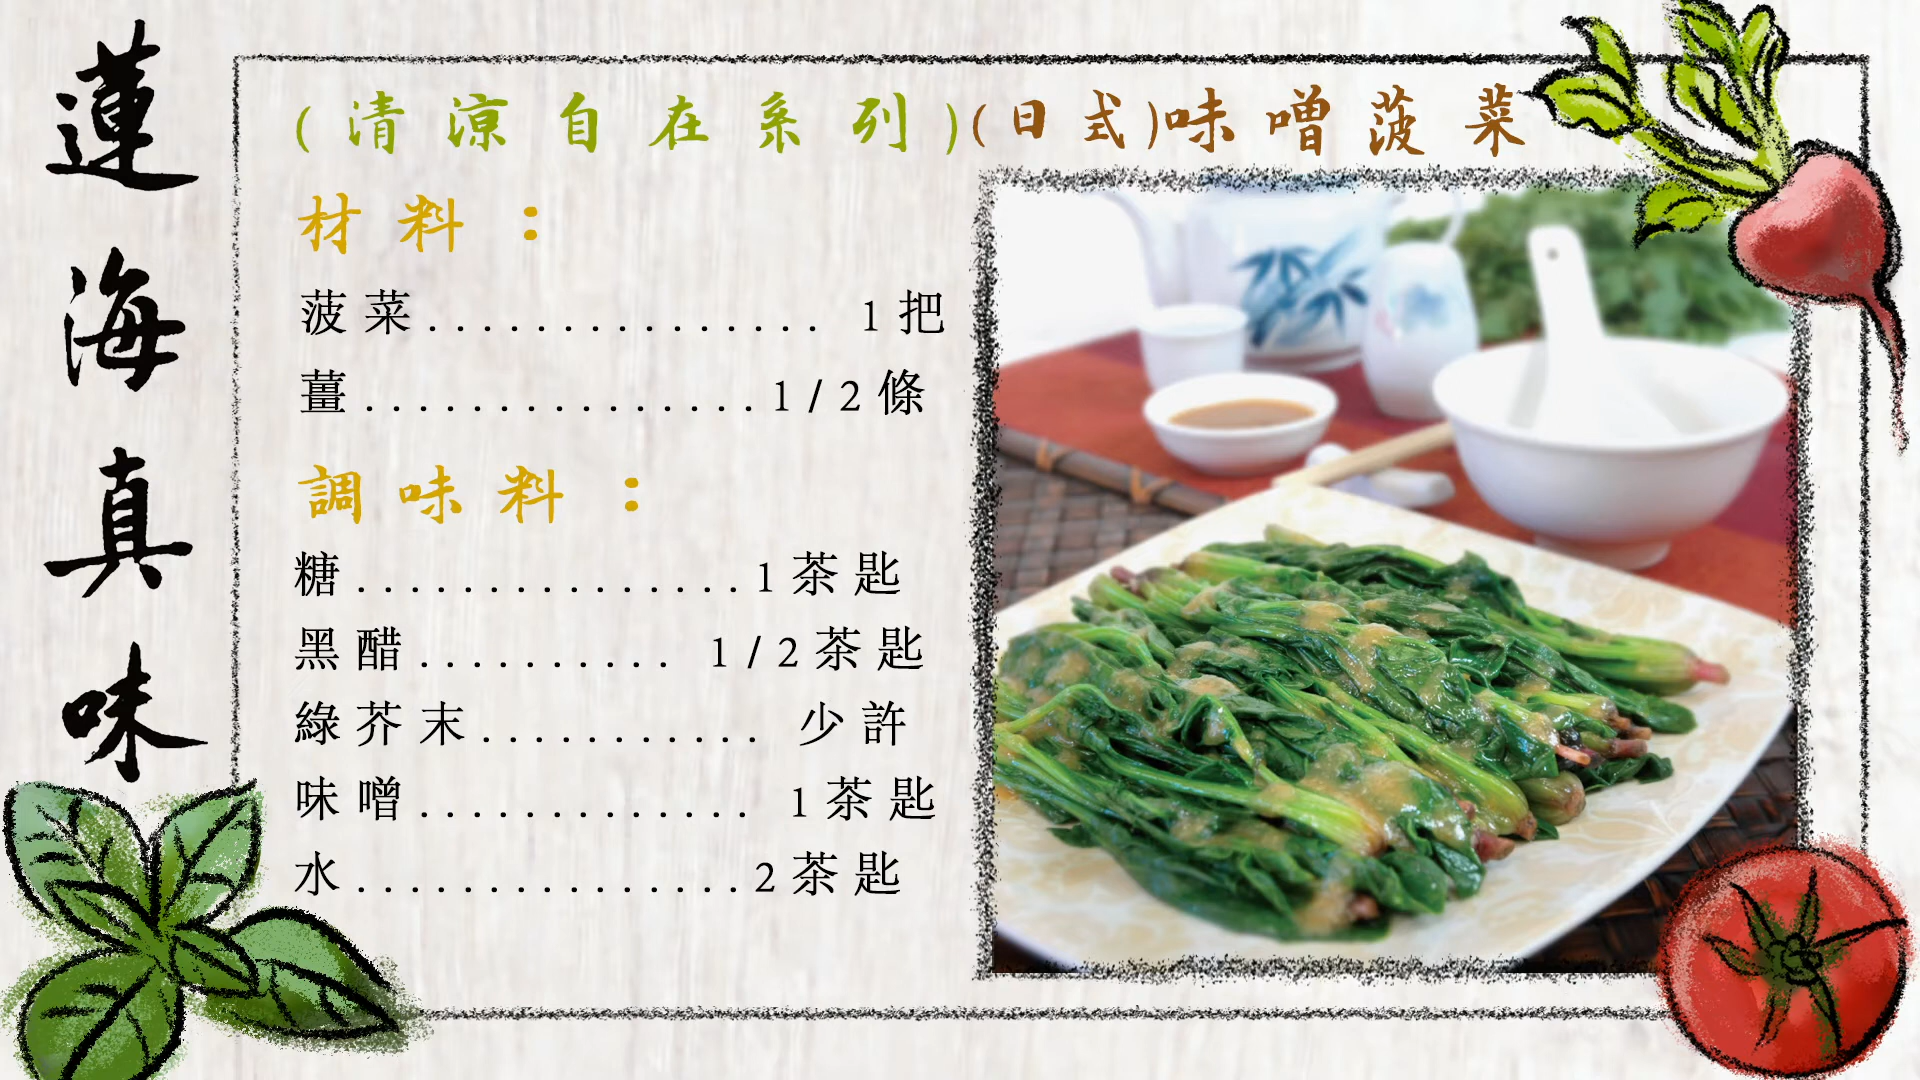 蓮海真味
(清涼自在系列)(日式)味噌菠菜
材料：
菠菜............... 1把
薑...............1/2條
調味料：
糖...............1茶匙
黑醋.......... 1/2茶匙
綠芥末........... 少許
味噌............. 1茶匙
水...............2茶匙